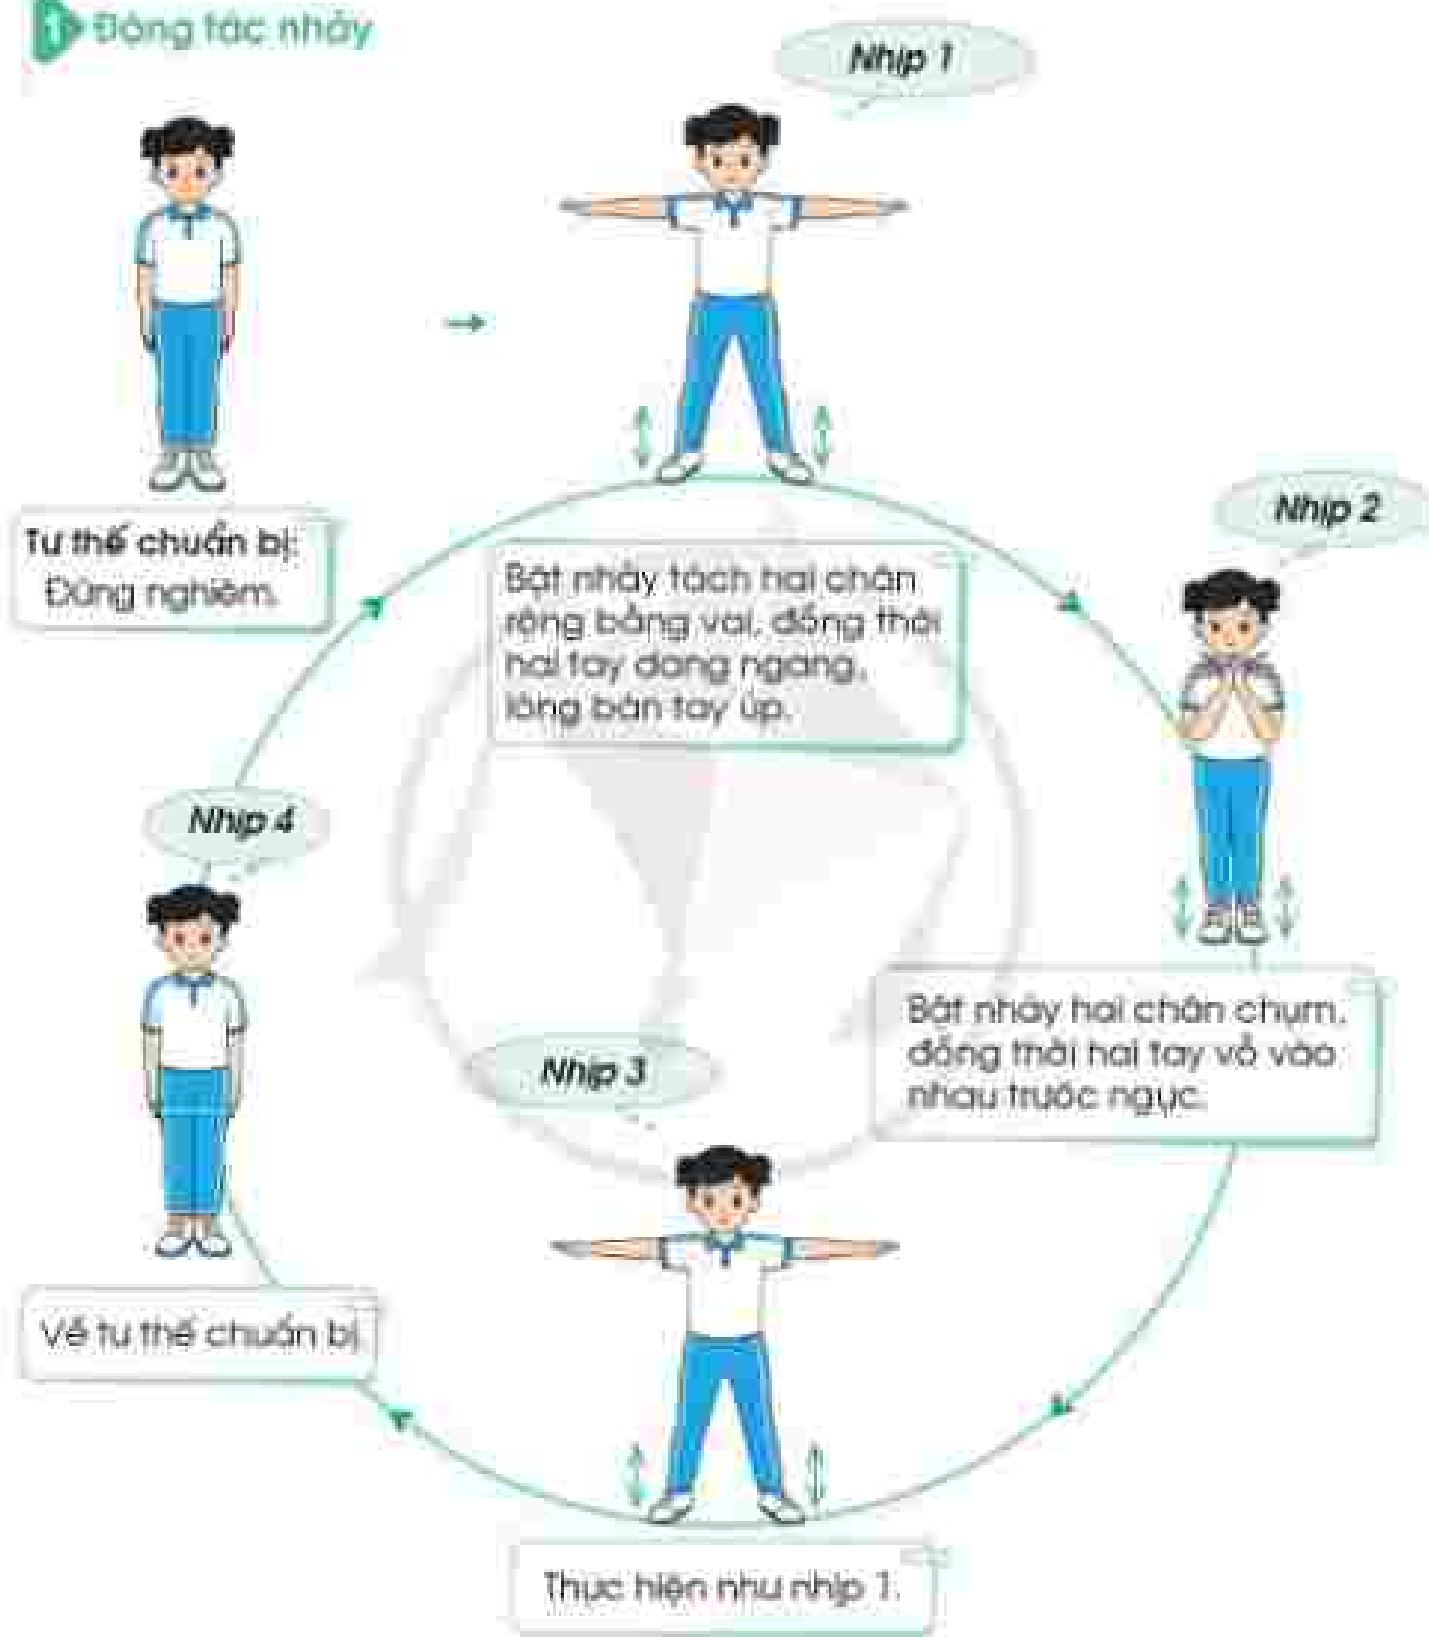 1 Động tác nhảy
Nhịp 1
Tư thế chuẩn bị:
Đứng nghiêm.
Bật nhảy tách hai chân
rộng bằng vai, đồng thời
hai tay dang ngang,
lòng bàn tay úp.
Nhịp 2
Bật nhảy hai chân chụm,
đồng thời hai tay vỗ vào
nhau trước ngực.
Nhịp 3
Thực hiện như nhịp 1.
Nhịp 4
Về tư thế chuẩn bị.